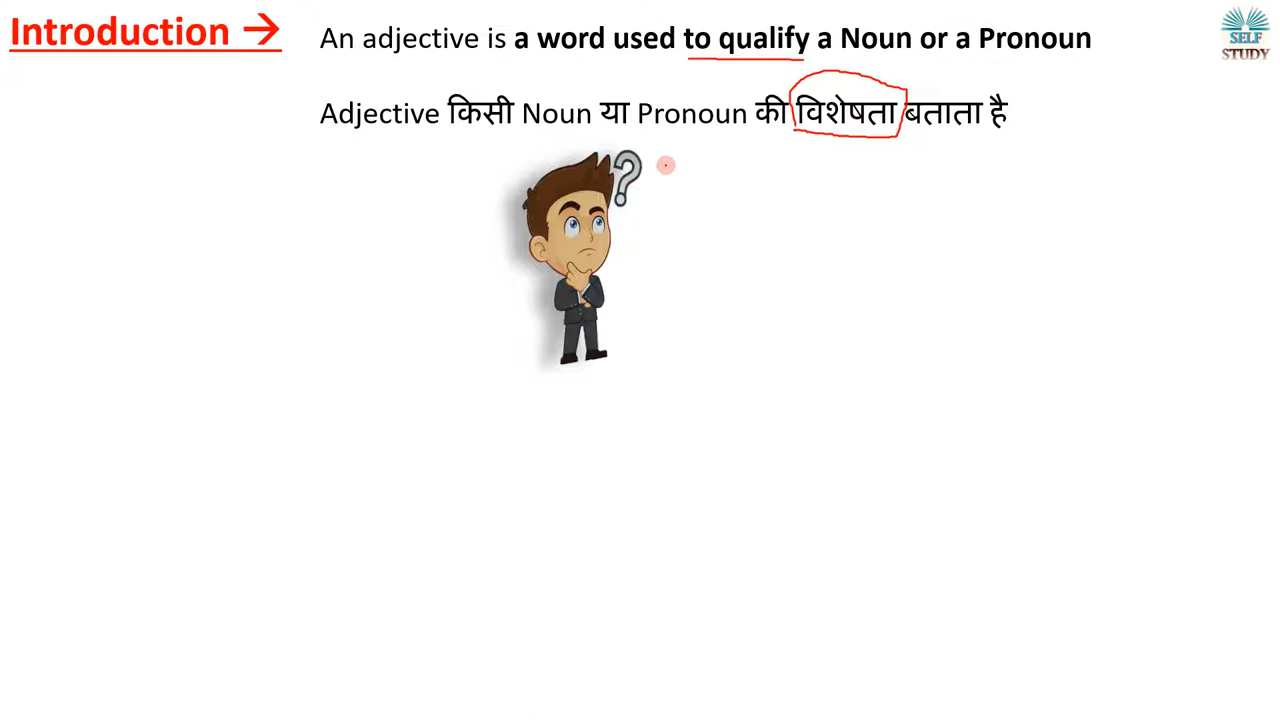 Introduction →
An adjective is a word used to qualify a Noun or a Pronoun
SELF
STUDY
Adjective किसी Noun या Pronoun की विशेषता बताता है
?